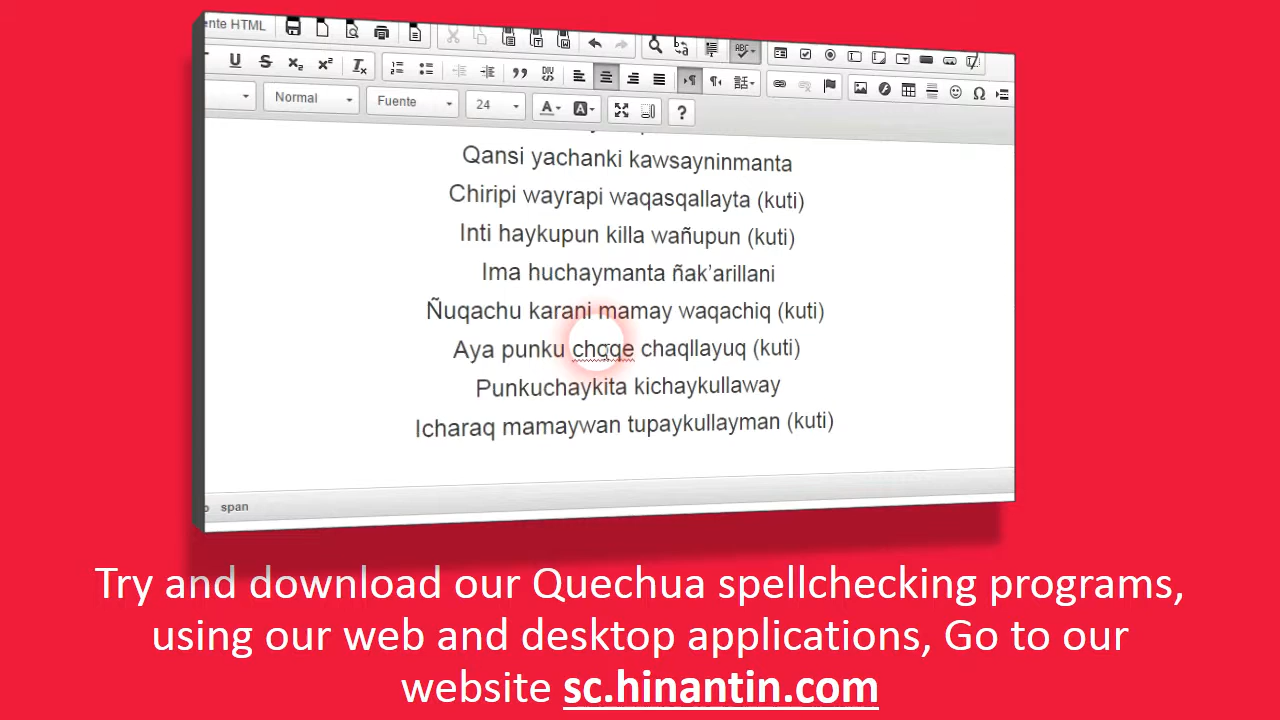 ente HTML
Normal
Fuente
24
Qansi yachanki kawsayninmanta
Chiripi wayrapi waqasqallayta (kuti)
Inti haykupun killa wañupun (kuti)
Ima huchaymanta ñak’arillani
Ñuqachu karani mamay waqachiq (kuti)
Aya punku chqqe chaqllayuq (kuti)
Punkuchaykita kichaykullaway
Icharaq mamaywan tupaykullayman (kuti)
span
Try and download our Quechua spellchecking programs,
using our web and desktop applications, Go to our
website sc.hinantin.com